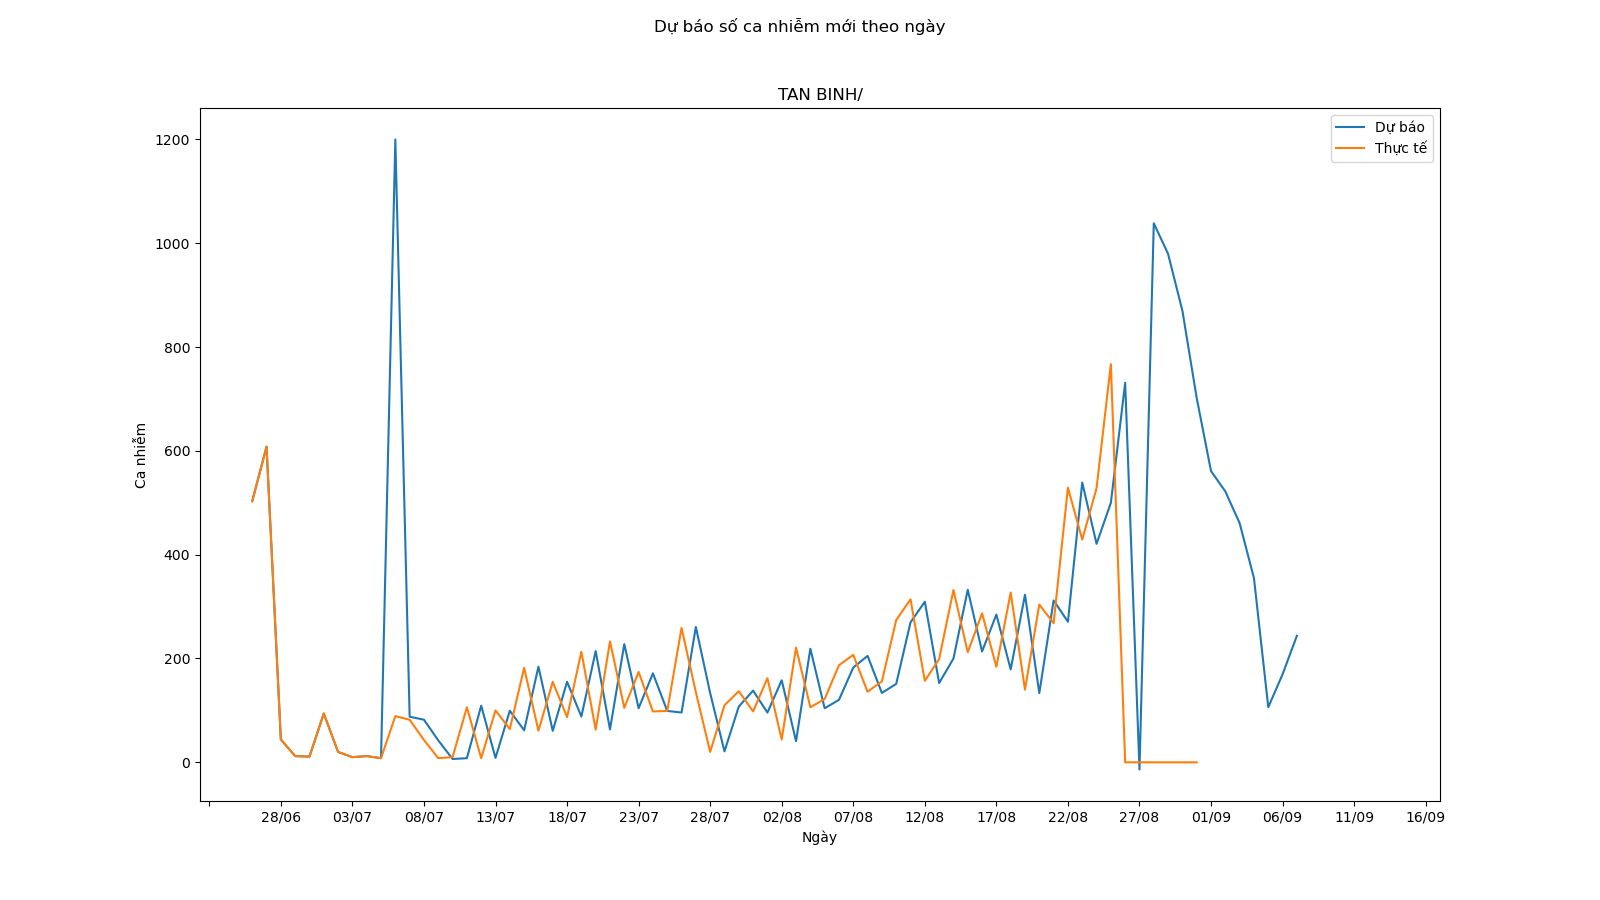 Dự báo số ca nhiễm mới theo ngày
TAN BINH/
Dự báo
Thực tế
1200
1000
800
600
400
200
0
Ca nhiễm
28/06 03/07 08/07 13/07 18/07 23/07 28/07 02/08 07/08 12/08 17/08 22/08 27/08 01/09 06/09 11/09 16/09
Ngày